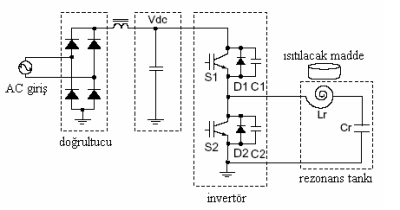 Vdc
ısıtılacak madde
S1
D1 C1
AC giriş
Lr
Cr
S2
D2 C2
doğrultucu
rezonans tankı
invertör